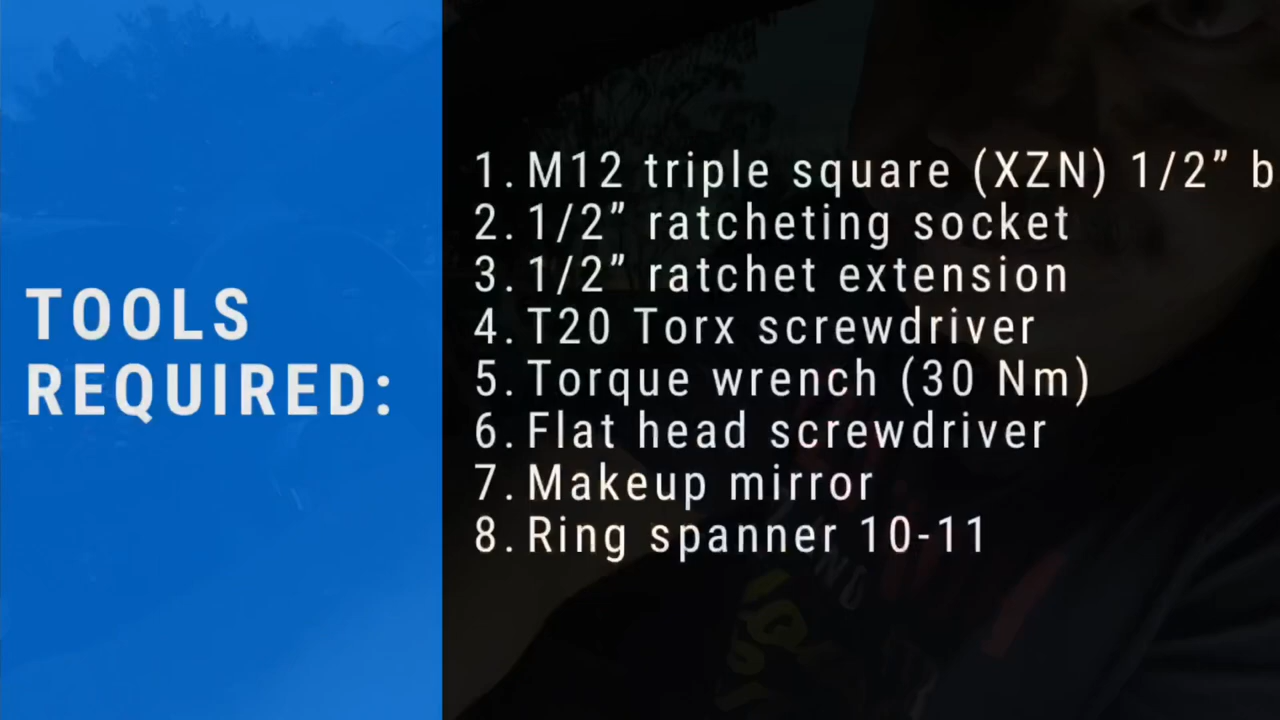 TOOLS
REQUIRED:
1. M12 triple square (XZN) 1/2” b
2. 1/2” ratcheting socket
3. 1/2” ratchet extension
4. T20 Torx screwdriver
5. Torque wrench (30 Nm)
6. Flat head screwdriver
7. Makeup mirror
8. Ring spanner 10-11